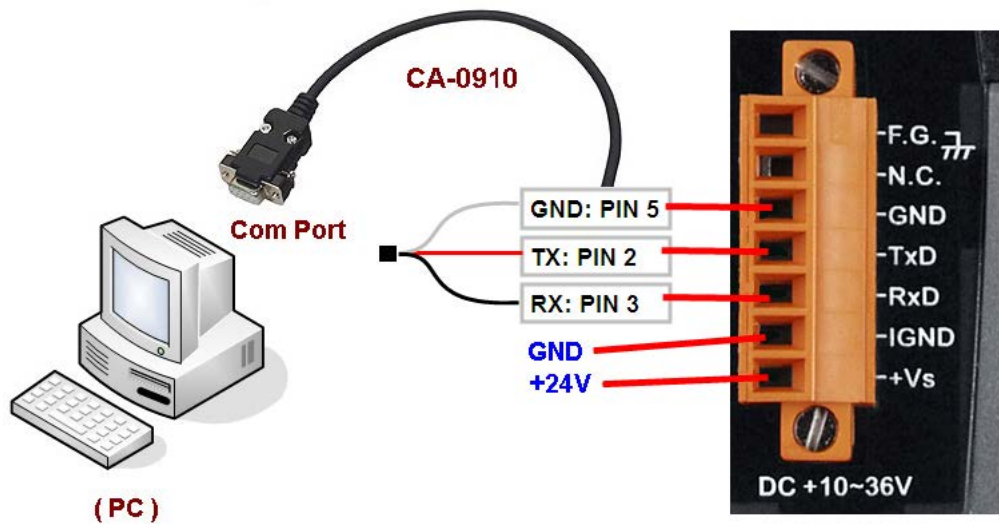 CA-0910
Com Port
(PC)
GND: PIN 5
TX: PIN 2
RX: PIN 3
GND
+24V
F.G.
N.C.
GND
TxD
RxD
IGND
+Vs
DC +10~36V